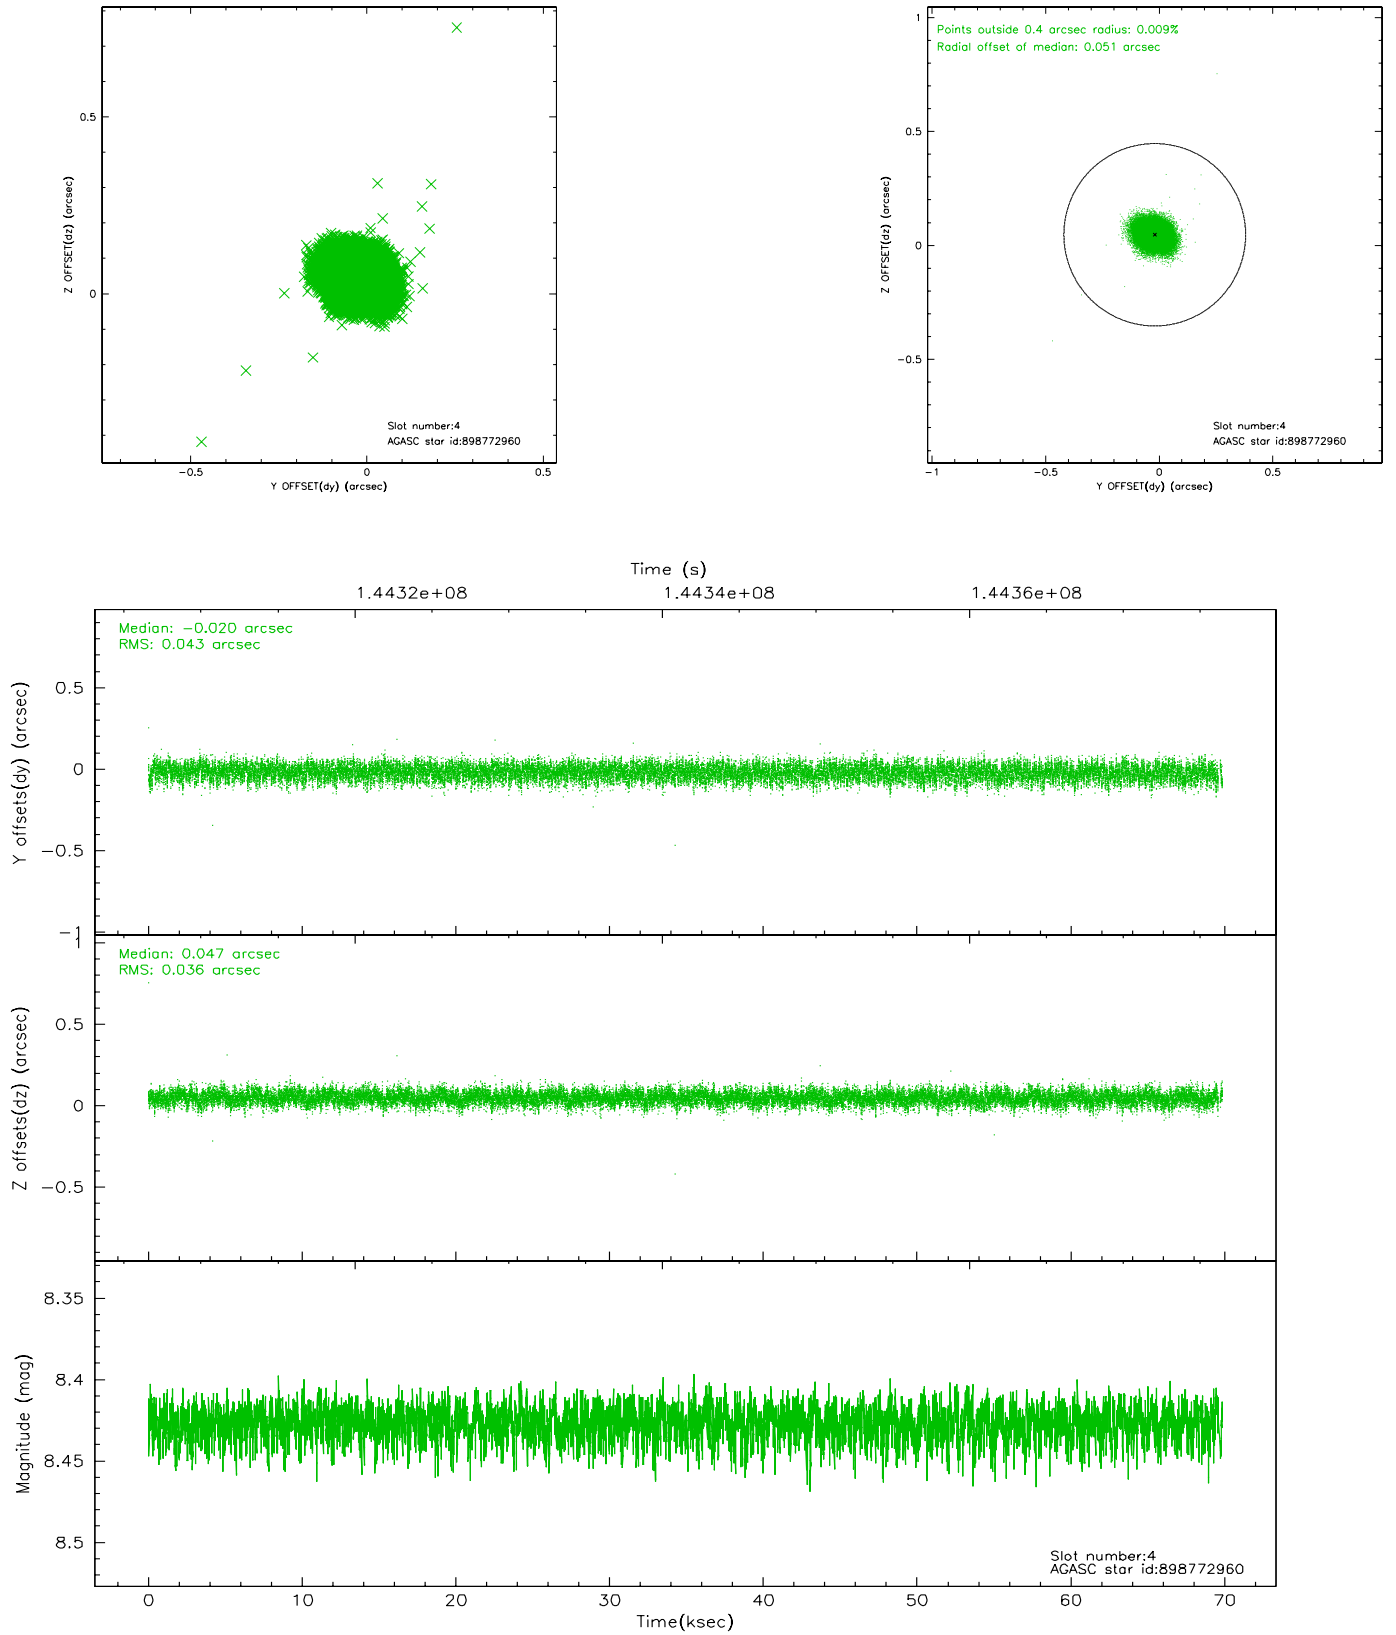 0.5
0
Z OFFSET(dz) (arcsec)
Slot number:4
AGASC star id:898772960
−0.5
0
0.5
Y OFFSET(dy) (arcsec)
Points outside 0.4 arcsec radius: 0.009%
Radial offset of median: 0.051 arcsec
1
0.5
0
−0.5
Z OFFSET(dz) (arcsec)
Slot number:4
AGASC star id:898772960
−1
−0.5
0
0.5
Y OFFSET(dy) (arcsec)
Time (s)
1.4432e+08
1.4434e+08
1.4436e+08
Median: −0.020 arcsec
RMS: 0.043 arcsec
0.5
0
−0.5
−1
Y offsets(dy) (arcsec)
Median: 0.047 arcsec
RMS: 0.036 arcsec
1
0.5
0
−0.5
Z offsets(dz) (arcsec)
8.35
8.4
8.45
8.5
Magnitude (mag)
Slot number:4
AGASC star id:898772960
0
10
20
30
40
50
60
70
Time(ksec)